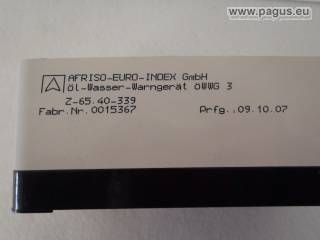 www.pagus.eu
AFRISO-EURO-INDEX GmbH
öl-Wasser-Warngerät öWWG 3
Z-65.40-339
Fabr.Nr.0015367 Prfg.,09.10.07